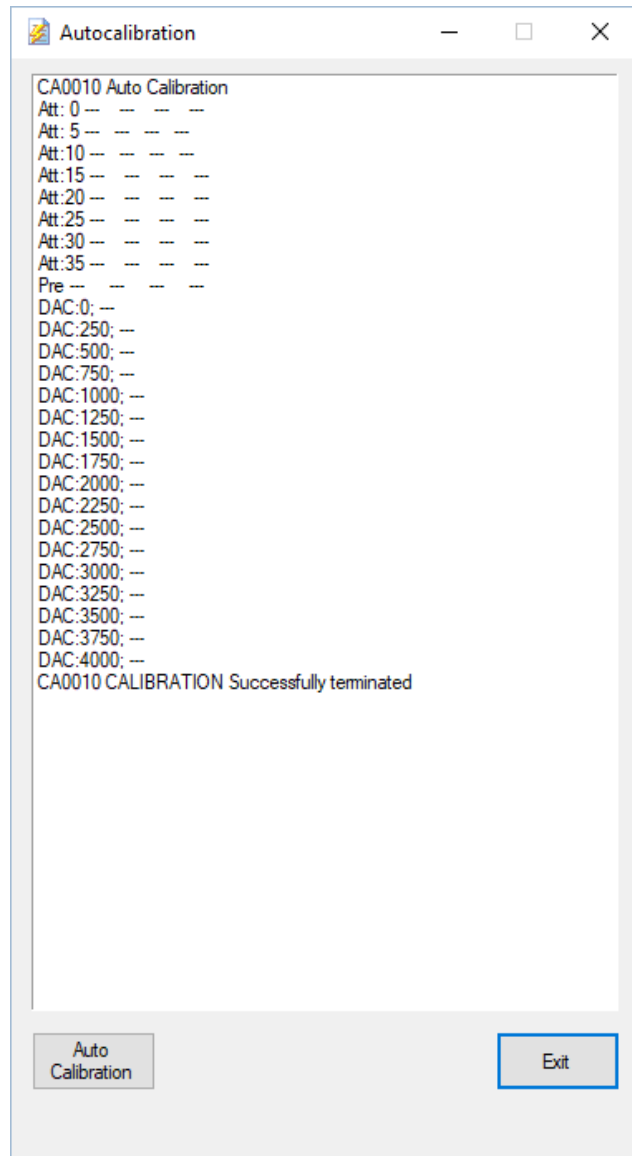 Autocalibration
CA0010 Auto Calibration
Att: 0 --- --- --- ---
Att: 5 --- --- --- ---
Att:10 --- --- --- ---
Att:15 --- --- --- ---
Att:20 --- --- --- ---
Att:25 --- --- --- ---
Att:30 --- --- --- ---
Att:35 --- --- --- ---
Pre --- --- --- ---
DAC:0; ---
DAC:250; ---
DAC:500; ---
DAC:750; ---
DAC:1000; ---
DAC:1250; ---
DAC:1500; ---
DAC:1750; ---
DAC:2000; ---
DAC:2250; ---
DAC:2500; ---
DAC:2750; ---
DAC:3000; ---
DAC:3250; ---
DAC:3500; ---
DAC:3750; ---
DAC:4000; ---
CA0010 CALIBRATION Successfully terminated
Auto
Calibration
Exit